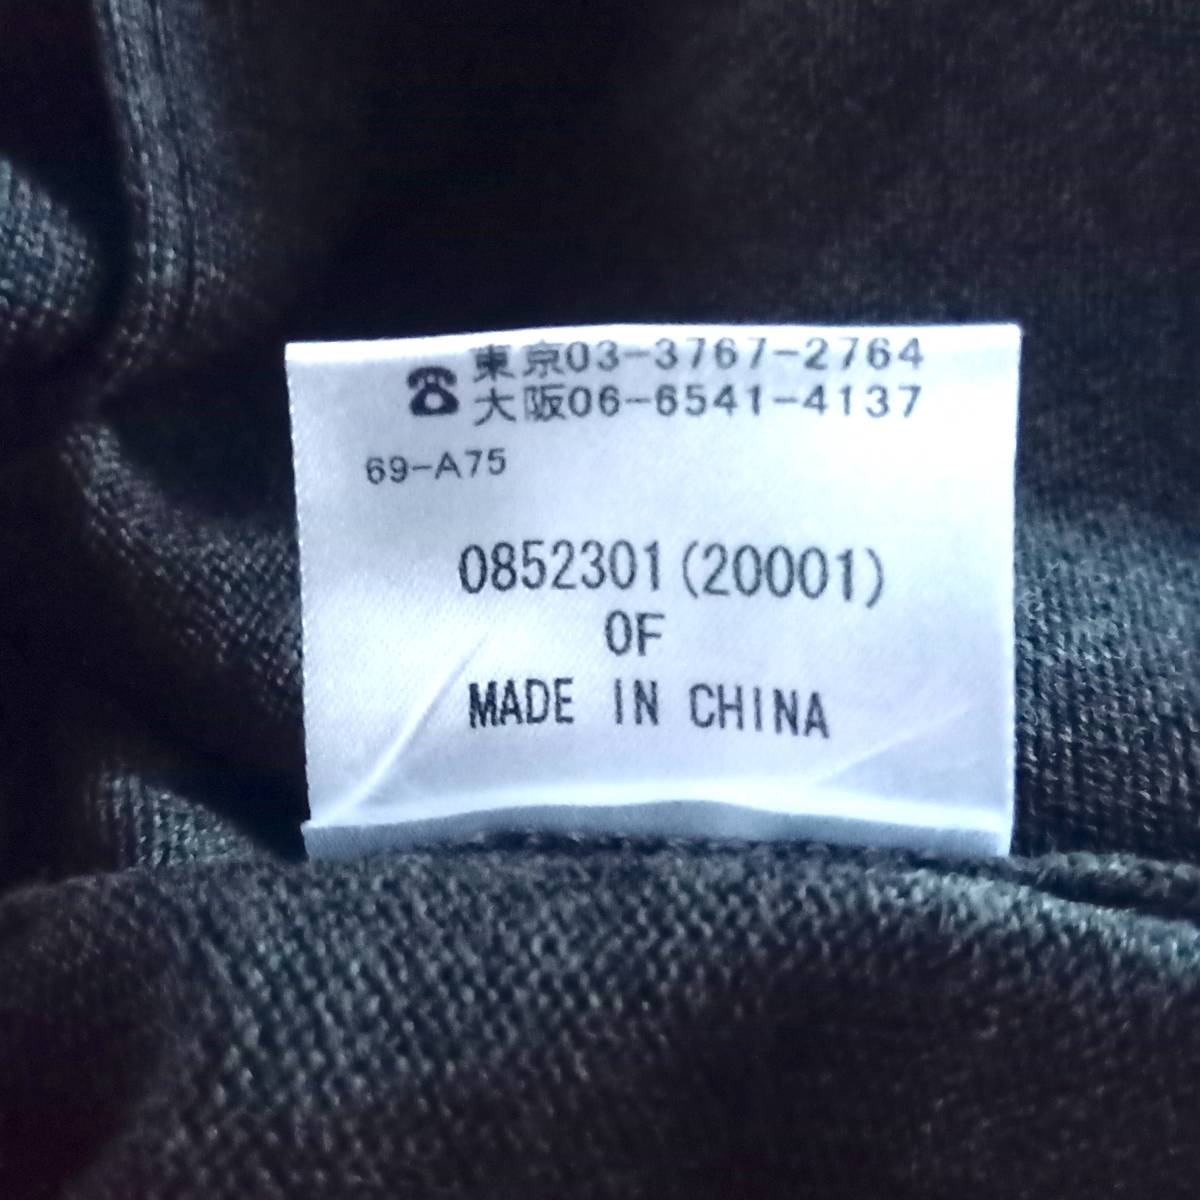 ☎ 東京03-3767-2764
大阪06-6541-4137
69-A75
0852301(20001)
OF
MADE IN CHINA